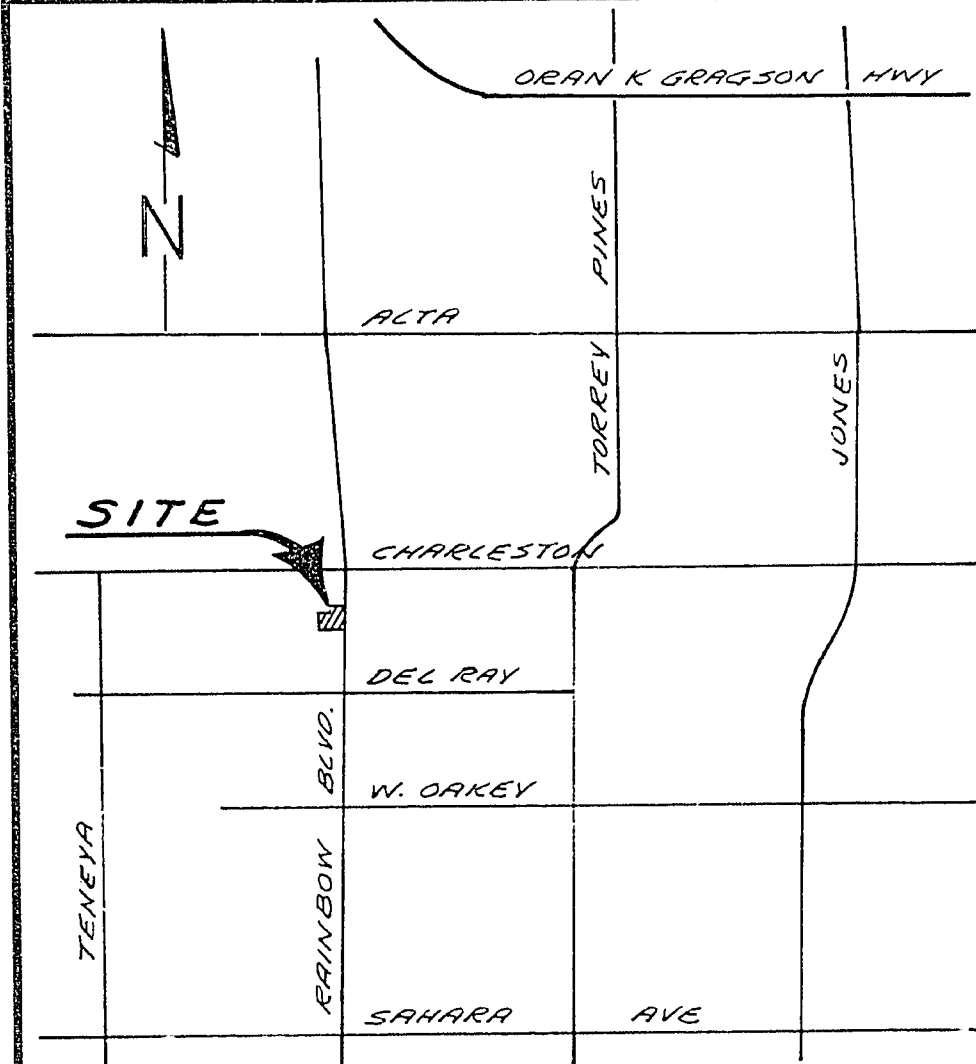 ORAN K GRAGSON HWY
N
TORREY PINES
ALTA
JONES
SITE
CHARLESTON
DEL RAY
RAINBOW BLVD.
W. OAKEY
TENEYA
SAHARA AVE